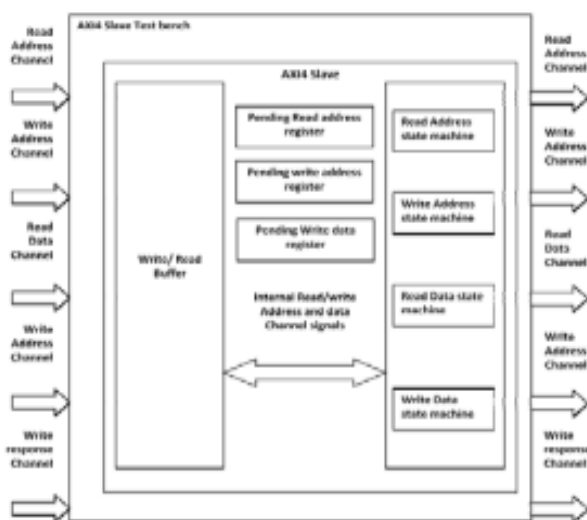 AXI4 Slave Test bench
AXI4 Slave
Read
Address
Channel
Write
Address
Channel
Read
Data
Channel
Write
Address
Channel
Write
response
Channel
Write/ Read
Buffer
Pending Read address
register
Pending write address
register
Pending Write data
register
Internal Read/write
Address and data
Channel signals
Read Address
state machine
Write Address
state machine
Read Data state
machine
Write Data
state machine
Read
Address
Channel
Write
Address
Channel
Read
Data
Channel
Write
Address
Channel
Write
response
Channel